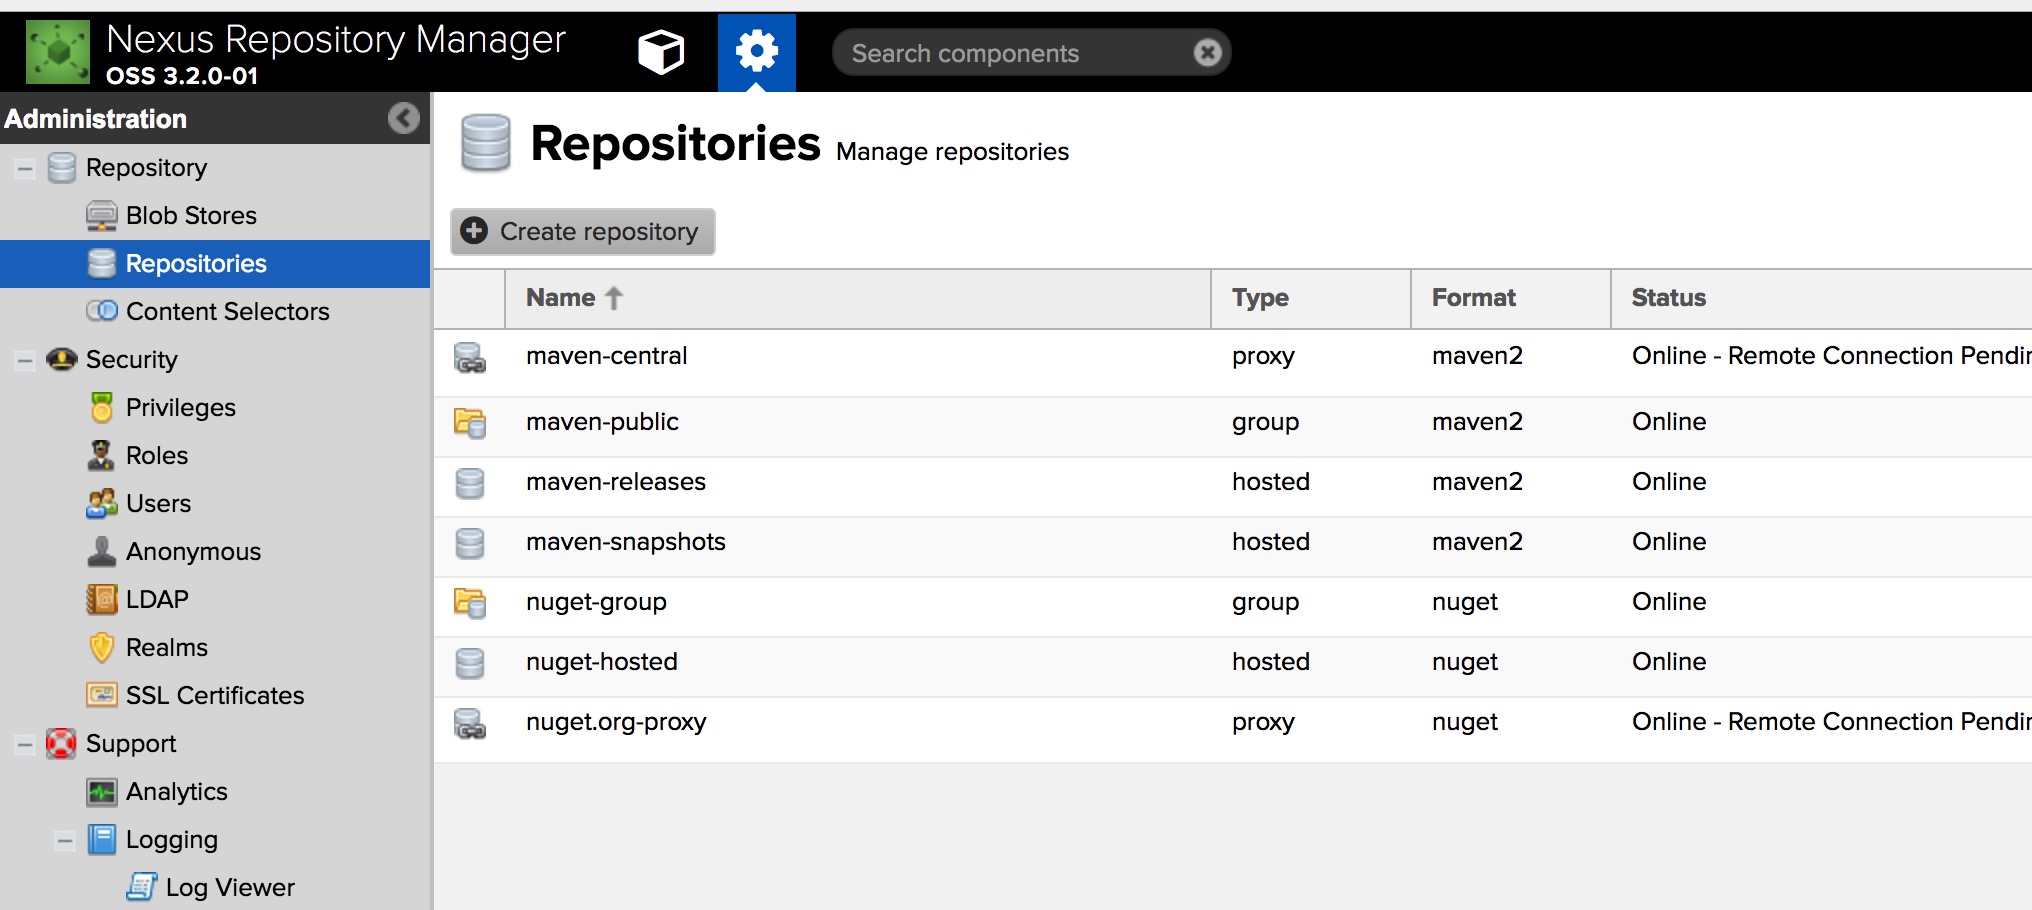 Nexus Repository Manager
OSS 3.2.0-01
Search components
Administration
Repository
Blob Stores
Repositories
Content Selectors
Security
Privileges
Roles
Users
Anonymous
LDAP
Realms
SSL Certificates
Support
Analytics
Logging
Log Viewer
Repositories Manage repositories
Create repository
Name Type Format Status
maven-central proxy maven2 Online - Remote Connection Pendin
maven-public group maven2 Online
maven-releases hosted maven2 Online
maven-snapshots hosted maven2 Online
nuget-group group nuget Online
nuget-hosted hosted nuget Online
nuget.org-proxy proxy nuget Online - Remote Connection Pendin